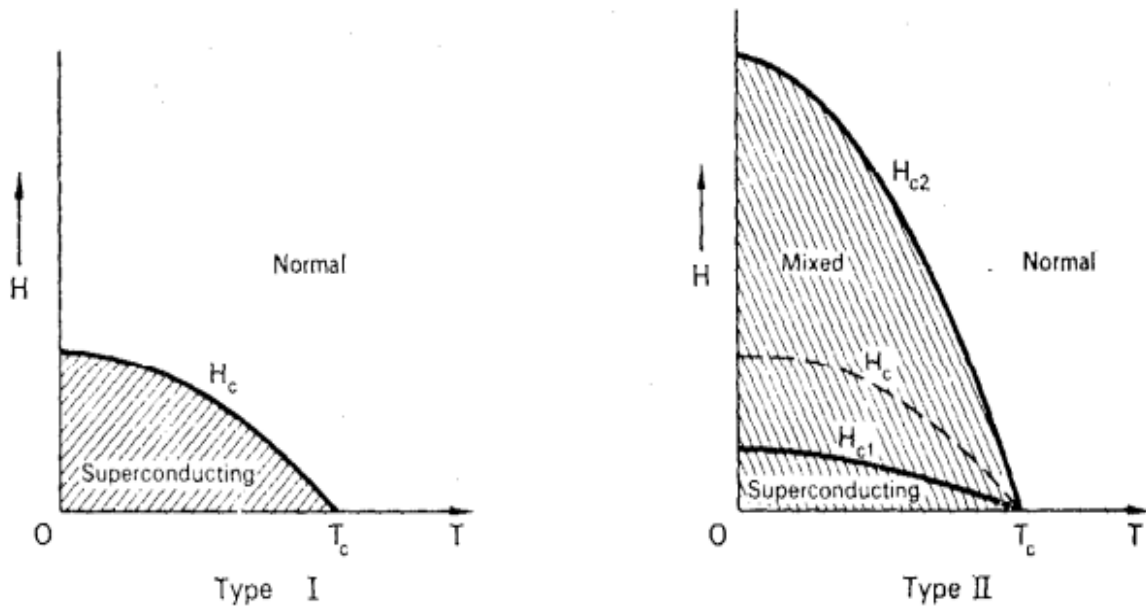 H
Normal
H_c
Superconducting
O
T_c
T
Type I
H
H_c2
Mixed
Normal
H_c
H_c1
Superconducting
O
T_c
T
Type II